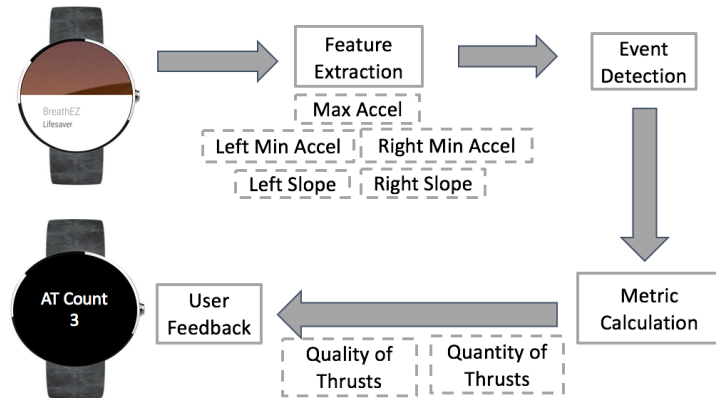 BreathEZ
Lifesaver
Feature
Extraction
Max Accel
Left Min Accel
Right Min Accel
Left Slope
Right Slope
Event
Detection
Metric
Calculation
Quality of
Thrusts
Quantity of
Thrusts
User
Feedback
AT Count
3